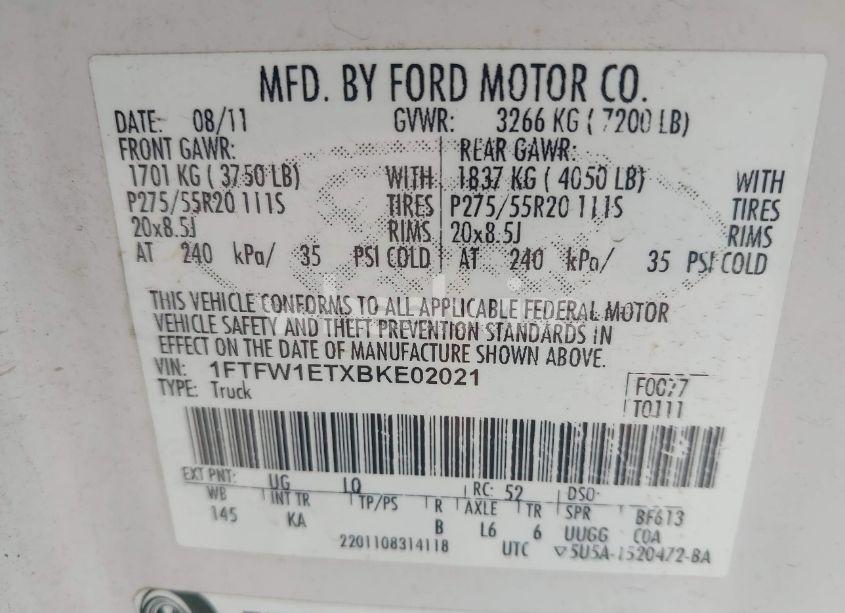 MFD. BY FORD MOTOR CO.
DATE: 08/11 GVWR: 3266 KG ( 7200 LB)
FRONT GAWR: REAR GAWR:
1701 KG ( 3750 LB) WITH 1837 KG ( 4050 LB) WITH
P275/55R20 111S TIRES P275/55R20 111S TIRES
20x8.5J RIMS 20x8.5J RIMS
AT 240 kPa/ 35 PSI COLD AT 240 kPa/ 35 PSI COLD
THIS VEHICLE CONFORMS TO ALL APPLICABLE FEDERAL MOTOR
VEHICLE SAFETY AND THEFT PREVENTION STANDARDS IN
EFFECT ON THE DATE OF MANUFACTURE SHOWN ABOVE.
VIN: 1FTFW1ETXBKE02021
TYPE: Truck
T0111
EXT PNT: UG RC: 52 DSO:
WB INT TR TP/PS R AXLE TR SPR BF613
145 KA B L6 6 UUGG
2201108314118 UTC ▽5U5A-1520472-BA